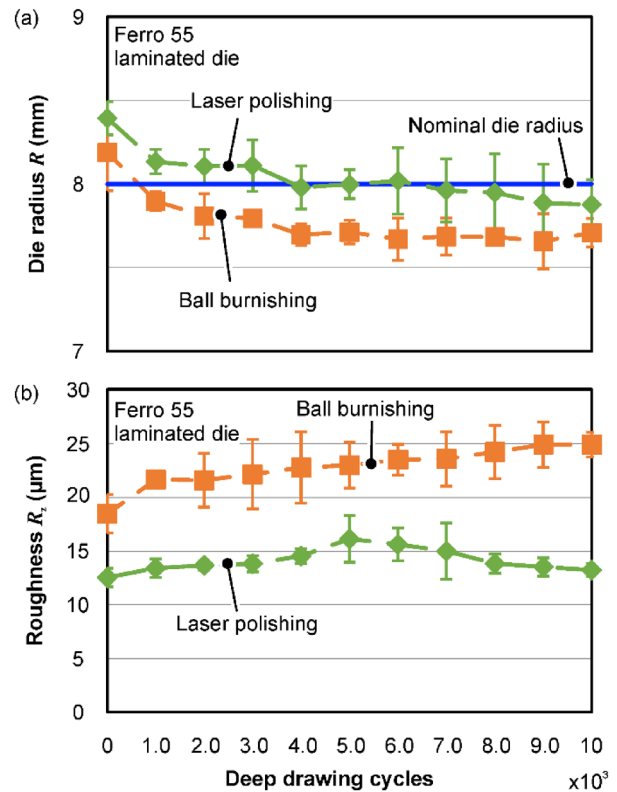 (a)
9
Ferro 55
laminated die
Laser polishing
Nominal die radius
8
Ball burnishing
7
Die radius R (mm)
(b)
30
Ferro 55
laminated die
Ball burnishing
25
20
15
Laser polishing
10
5
0
Roughness Rz (µm)
0 1.0 2.0 3.0 4.0 5.0 6.0 7.0 8.0 9.0 10
Deep drawing cycles
x10³